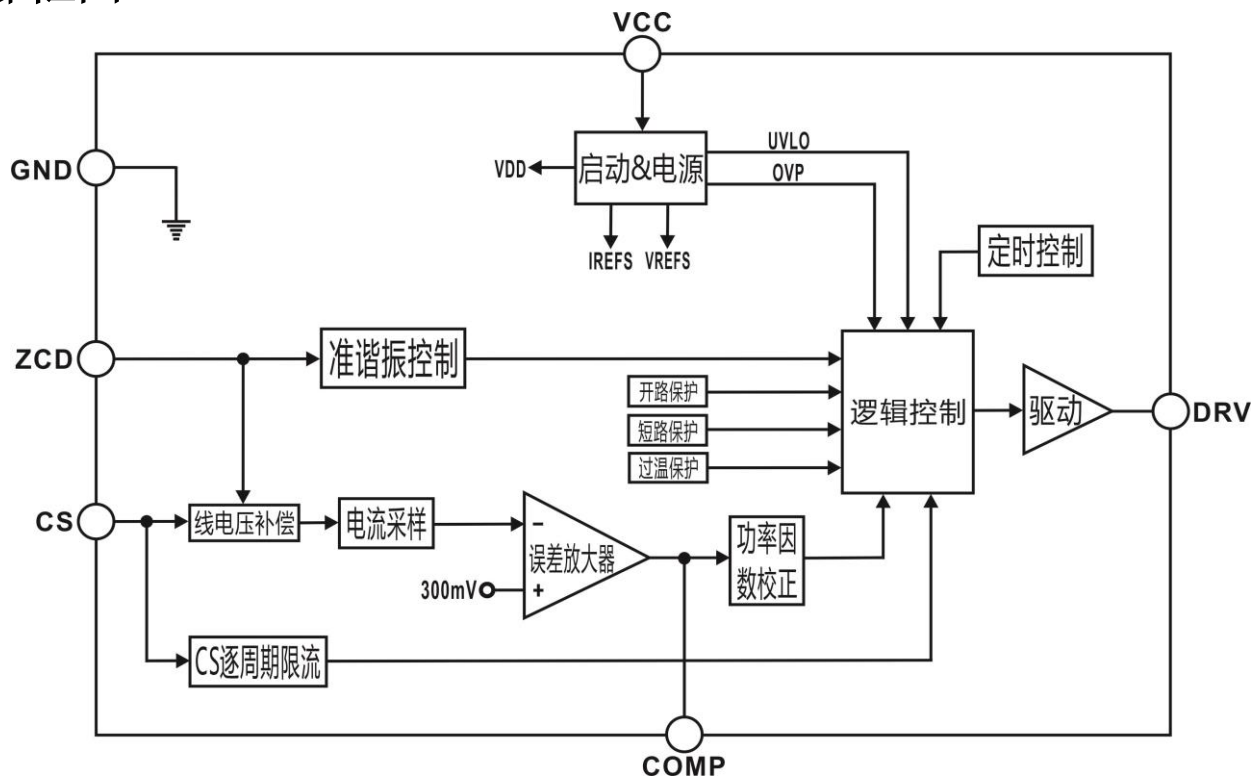 VCC
GND
启动&电源
UVLO
OVP
VDD
IREFS
VREFS
定时控制
ZCD
准谐振控制
开路保护
短路保护
过温保护
逻辑控制
驱动
DRV
CS
线电压补偿
电流采样
−
误差放大器
300mV
+
功率因
数校正
CS逐周期限流
COMP